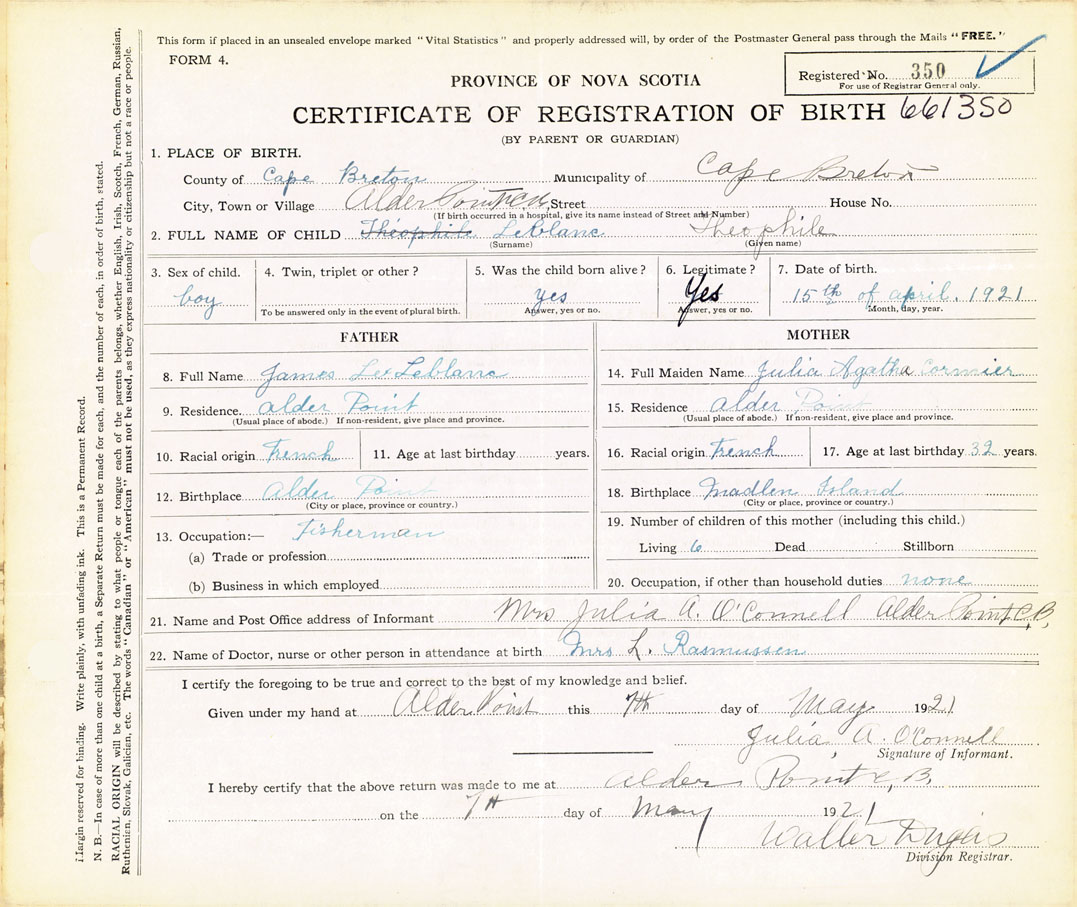 This form if placed in an unsealed envelope marked "Vital Statistics" and properly addressed will, by order of the Postmaster General pass through the Mails "FREE."
FORM 4.
Registered No. 350
For use of Registrar General only.
PROVINCE OF NOVA SCOTIA
CERTIFICATE OF REGISTRATION OF BIRTH 661350
(BY PARENT OR GUARDIAN)
1. PLACE OF BIRTH.
County of Cape Breton Municipality of Cape Breton
City, Town or Village Alder Point C.B. Street House No.
(If birth occurred in a hospital, give its name instead of Street and Number)
2. FULL NAME OF CHILD Théophile Leblanc Theophile
(Surname) (Given name)
3. Sex of child. 4. Twin, triplet or other? 5. Was the child born alive? 6. Legitimate? 7. Date of birth.
boy yes Yes 15th of april. 1921
To be answered only in the event of plural birth. Answer, yes or no. Answer, yes or no. Month, day, year.
FATHER
8. Full Name James Leblanc
9. Residence. Alder Point
(Usual place of abode.) If non-resident, give place and province.
10. Racial origin French 11. Age at last birthday years.
12. Birthplace Alder Point
(City or place, province or country.)
13. Occupation:— Fisherman
(a) Trade or profession
(b) Business in which employed
MOTHER
14. Full Maiden Name Julia Agatha Cormier
15. Residence Alder Point
(Usual place of abode.) If non-resident, give place and province.
16. Racial origin French 17. Age at last birthday 32 years.
18. Birthplace Madlen Island
(City or place, province or country.)
19. Number of children of this mother (including this child.)
Living 6 Dead Stillborn
20. Occupation, if other than household duties none
21. Name and Post Office address of Informant Mrs Julia A. O'Connell Alder Point C.B.
22. Name of Doctor, nurse or other person in attendance at birth Mrs L. Rasmussen
I certify the foregoing to be true and correct to the best of my knowledge and belief.
Given under my hand at Alder Point this 7th day of May 1921
Julia, A. O'Connell
Signature of Informant.
I hereby certify that the above return was made to me at Alder Point C.B.
on the 7th day of May 1921
Walter
Division Registrar.
Margin reserved for binding. Write plainly, with unfading ink. This is a Permanent Record.
N. B.—In case of more than one child at a birth, a Separate Return must be made for each, and the number of each, in order of birth, stated.
RACIAL ORIGIN will be described by stating to what people or tongue each of the parents belongs, whether English, Irish, Scotch, French, German, Russian,
Ruthenian, Slovak, Galician, etc. The words "Canadian" or "American" must not be used, as they express nationality or citizenship but not a race or people.